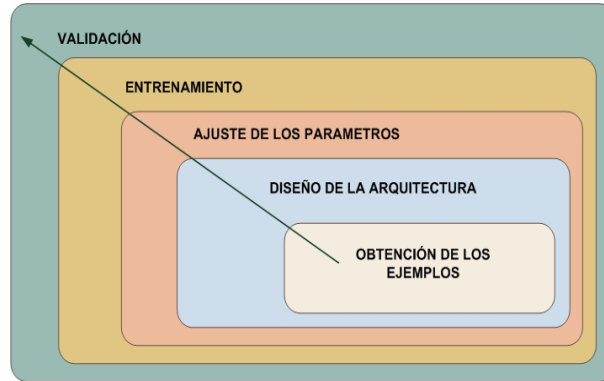 VALIDACIÓN
ENTRENAMIENTO
AJUSTE DE LOS PARAMETROS
DISEÑO DE LA ARQUITECTURA
OBTENCIÓN DE LOS
EJEMPLOS